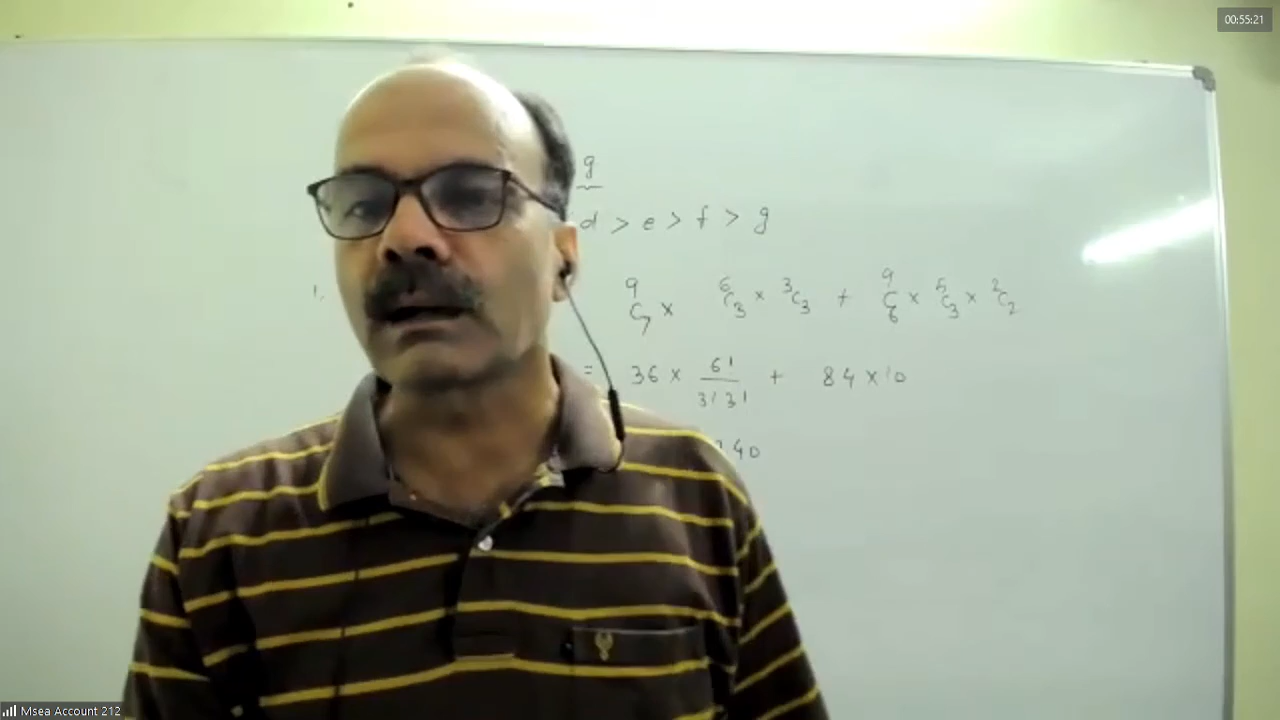 00:55:21
g
d > e > f > g
1.
⁹C₇ × ⁶C₃ × ³C₃ + ⁹C₆ × ⁵C₃ × ²C₂
= 36 × 6!/3!3! + 84 × 10
40
Msea Account 212